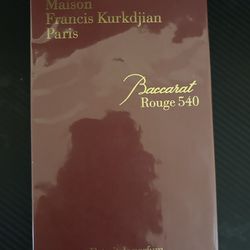 Maison
Francis Kurkdjian
Paris
Baccarat
Rouge 540